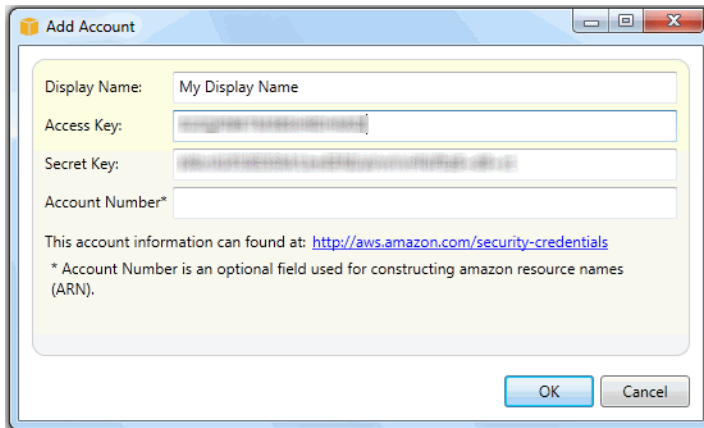 Add Account
Display Name: My Display Name
Access Key:
Secret Key:
Account Number*
This account information can found at: http://aws.amazon.com/security-credentials
* Account Number is an optional field used for constructing amazon resource names
(ARN).
OK Cancel